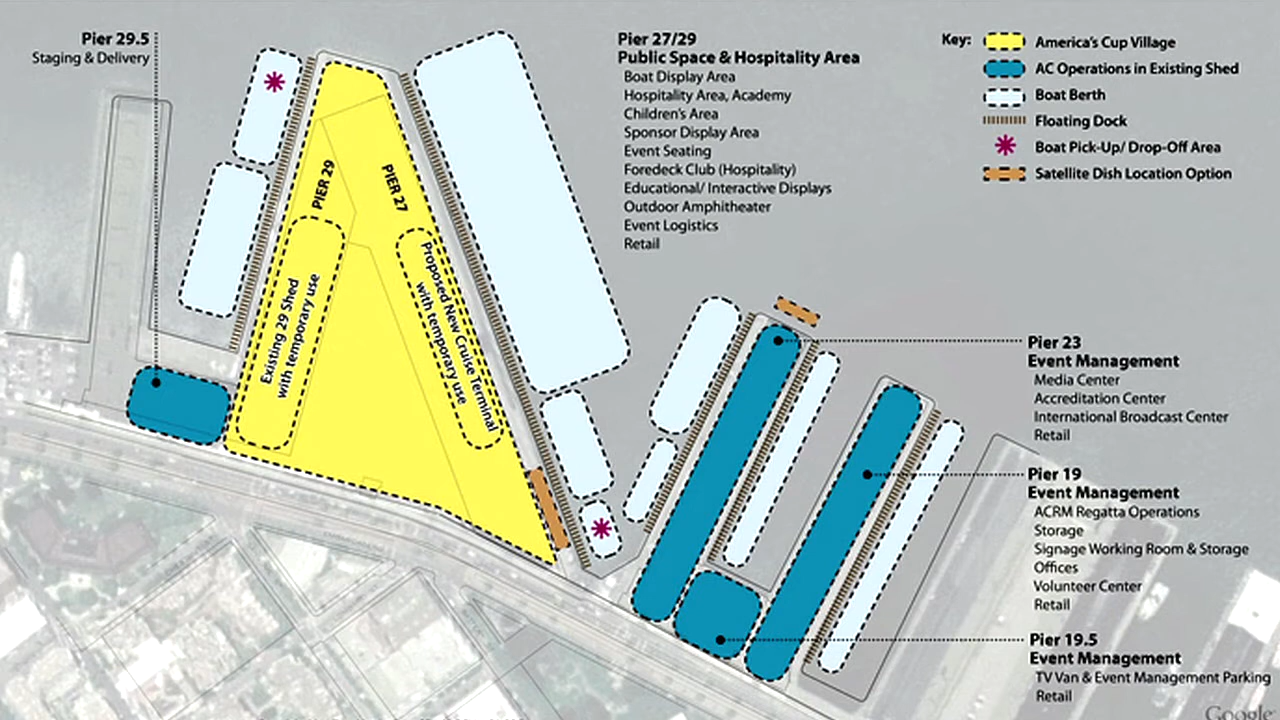 Pier 29.5
Staging & Delivery
Pier 27/29
Public Space & Hospitality Area
Boat Display Area
Hospitality Area, Academy
Children's Area
Sponsor Display Area
Event Seating
Foredeck Club (Hospitality)
Educational/ Interactive Displays
Outdoor Amphitheater
Event Logistics
Retail
Key:
America's Cup Village
AC Operations in Existing Shed
Boat Berth
Floating Dock
Boat Pick-Up/ Drop-Off Area
Satellite Dish Location Option
PIER 29
PIER 27
Existing 29 Shed
with temporary use
Proposed New Cruise Terminal
with temporary use
Pier 23
Event Management
Media Center
Accreditation Center
International Broadcast Center
Retail
Pier 19
Event Management
ACRM Regatta Operations
Storage
Signage Working Room & Storage
Offices
Volunteer Center
Retail
Pier 19.5
Event Management
TV Van & Event Management Parking
Retail
Google